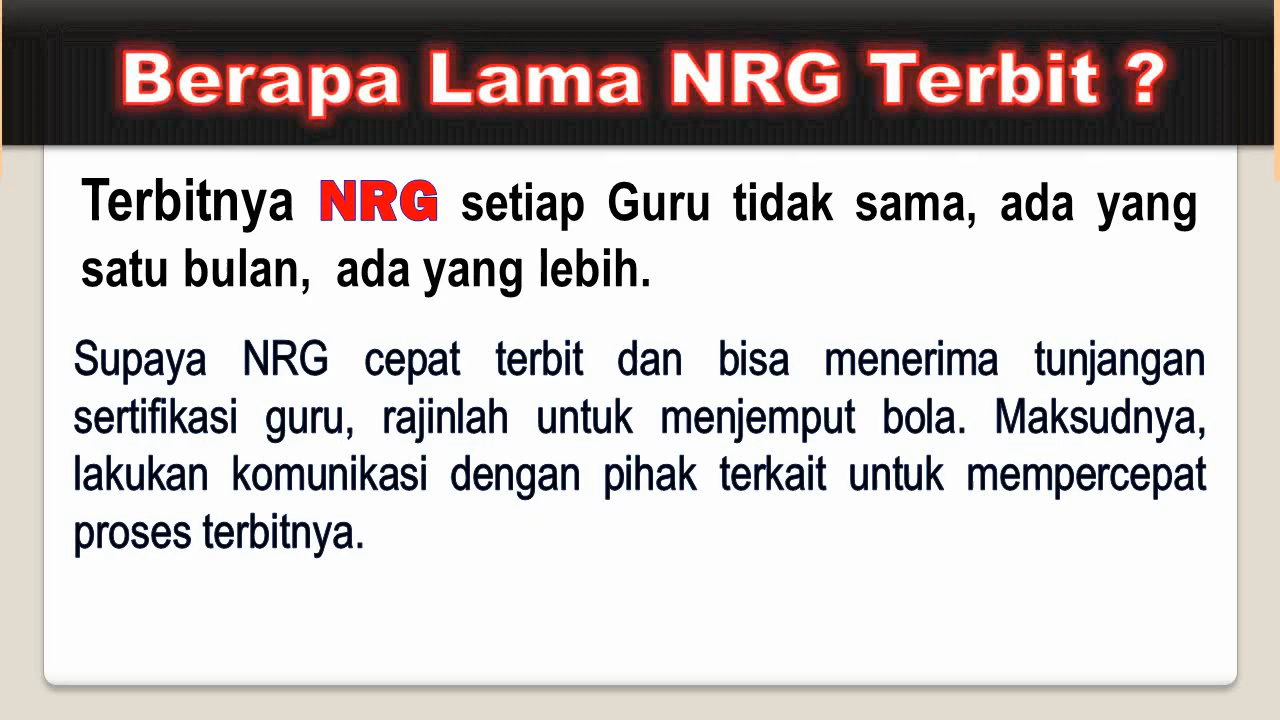 Berapa Lama NRG Terbit ?
Terbitnya NRG setiap Guru tidak sama, ada yang
satu bulan, ada yang lebih.
Supaya NRG cepat terbit dan bisa menerima tunjangan
sertifikasi guru, rajinlah untuk menjemput bola. Maksudnya,
lakukan komunikasi dengan pihak terkait untuk mempercepat
proses terbitnya.